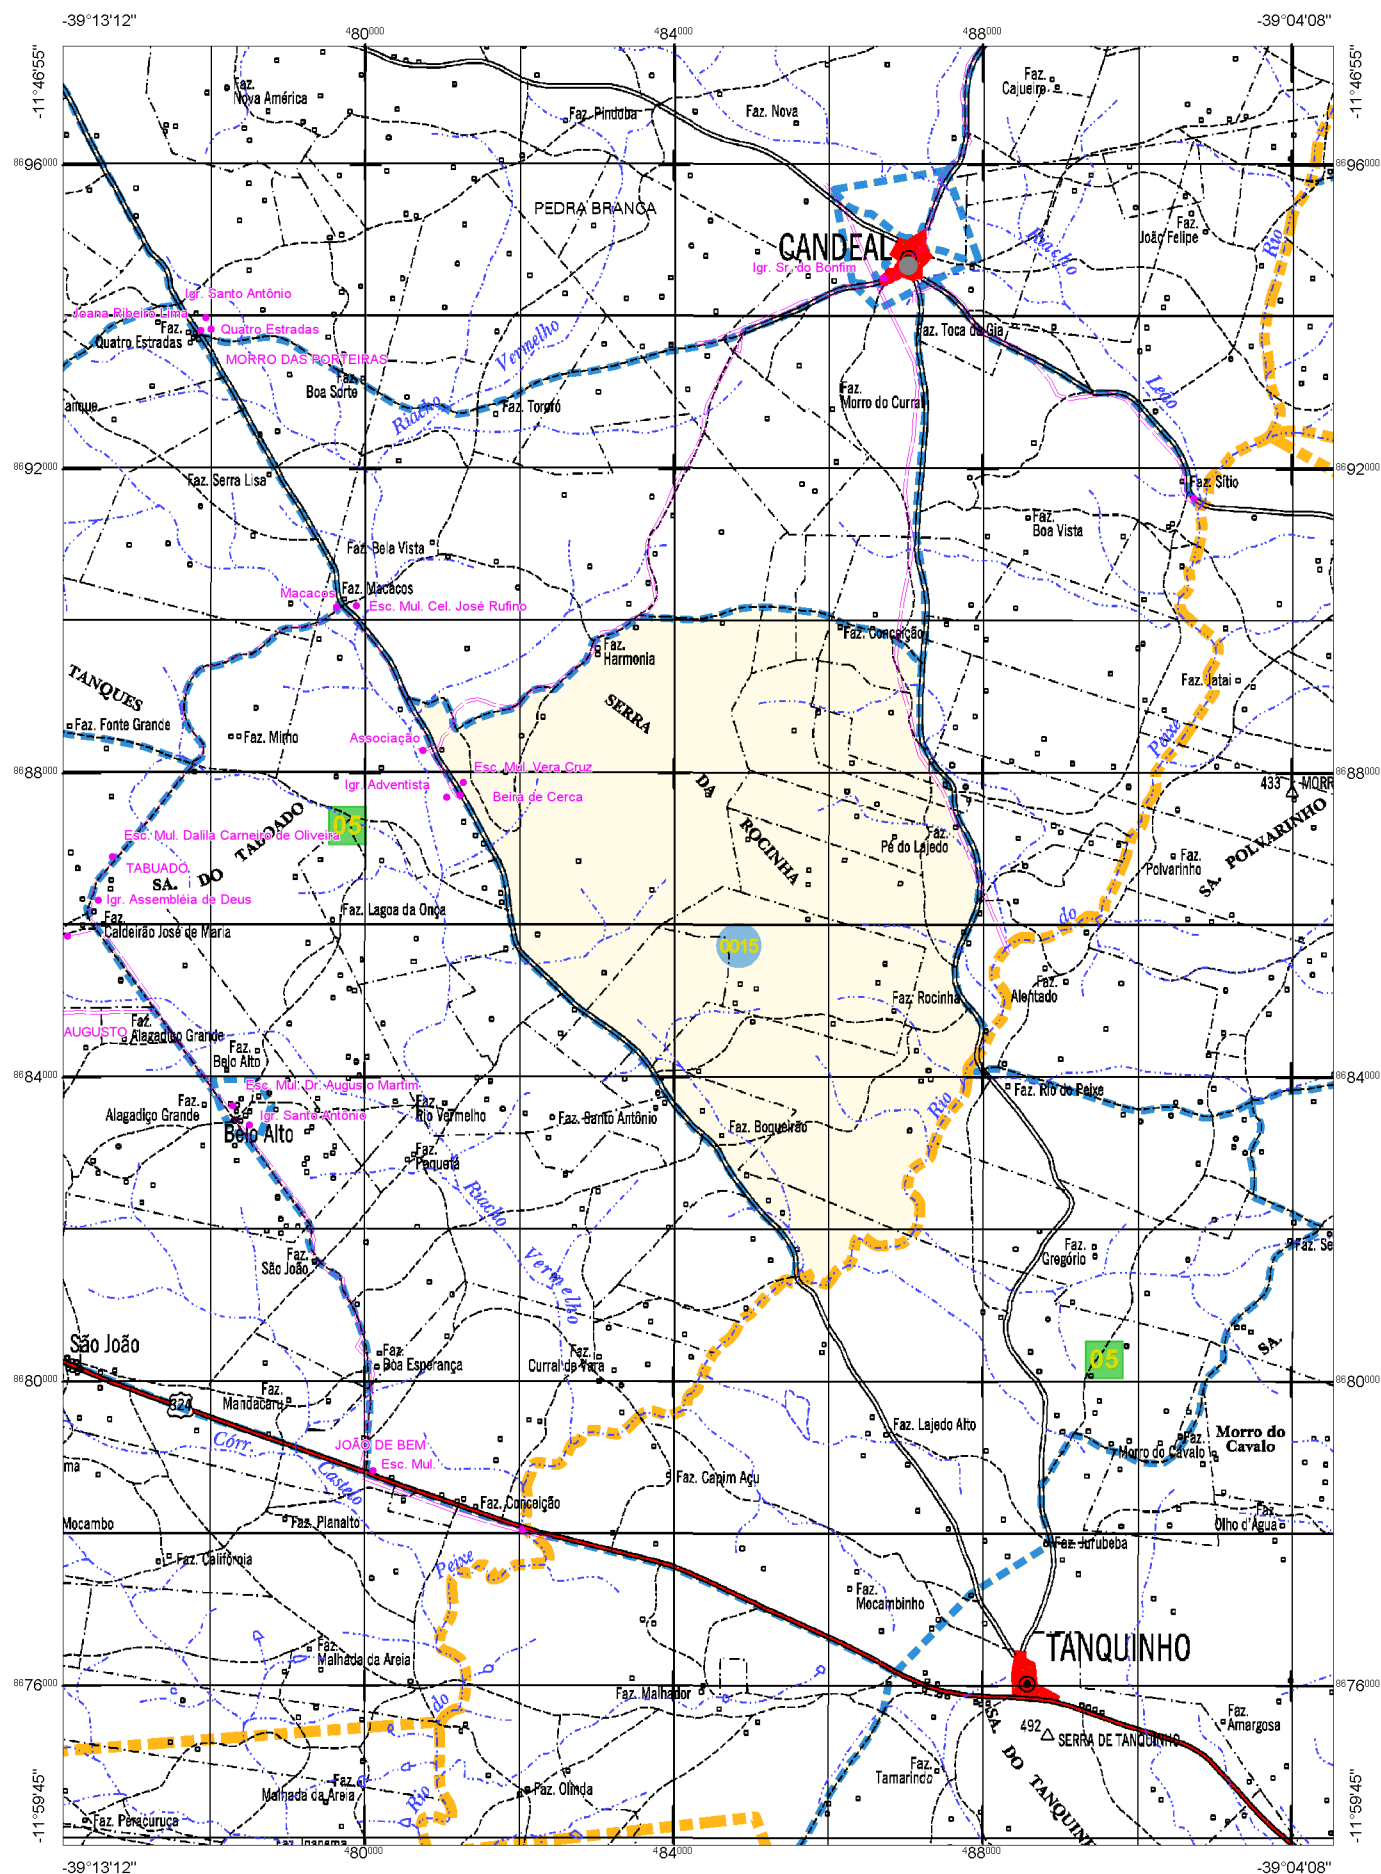 -39°13'12"
-39°04'08"
480000
484000
488000
-11°46'55"
-11°46'55"
Faz.
Nova América
Faz. Pindoba
Faz. Nova
Faz.
Cajueiro
8696000
8696000
PEDRA BRANCA
CANDEAL
Faz.
João Felipe
Riacho
Rio
Igr. Sr. do Bonfim
Igr. Santo Antônio
Joana Ribeiro Lima
Faz.
Quatro Estradas
Quatro Estradas
MORRO DAS PORTEIRAS
Vermelho
Faz. Toca da Gia
Faz.
Boa Sorte
Riacho
Faz. Tororó
Faz.
Morro do Curral
Leão
anque
8692000
8692000
Faz. Serra Lisa
Faz. Sítio
Faz.
Boa Vista
Faz. Bela Vista
Faz. Macacos
Macacos
Esc. Mul. Cel. José Rufino
Faz. Conceição
Faz.
Harmonia
TANQUES
Faz. Jatai
SERRA
Faz. Fonte Grande
Faz. Mimo
Associação
Peixe
8688000
8688000
Esc. Mul. Vera Cruz
Igr. Adventista
Beira de Cerca
DA
433
MORR
05
Esc. Mul. Dalila Carneiro de Oliveira
ROCINHA
Faz.
Pé do Lajedo
TABUADO
SA. DO TABOADO
Faz.
Polvarinho
SA. POLVARINHO
Igr. Assembléia de Deus
Faz. Lagoa da Onça
Faz.
Caldeirão José de Maria
do
0015
Faz. Rocinha
Faz.
Alentado
AUGUSTO
Faz.
Alagadiço Grande
Faz.
Belo Alto
8684000
8684000
Esc. Mul. Dr. Augusto Martim
Faz.
Alagadiço Grande
Igr. Santo Antônio
Belo Alto
Faz.
Rio Vermelho
Faz. Santo Antônio
Faz. Boqueirão
Rio
Faz. Rio do Peixe
Faz.
Paquetá
Riacho
Faz.
São João
Vermelho
Faz.
Gregório
Faz. Se
São João
Faz.
Boa Esperança
Faz.
Curral de Vara
05
SA.
8680000
8680000
324
Faz.
Mandacaru
Faz. Lajedo Alto
Córr.
JOÃO DE BEM
Esc. Mul.
Faz.
Morro do Cavalo
Morro do
Cavalo
ma
Castelo
Faz. Capim Açu
Faz. Conceição
Mocambo
Faz. Planalto
Faz.
Olho d'Água
Faz. Califórnia
Peixe
Faz. Jurubeba
Faz.
Mocambinho
Faz.
Malhada da Areia
TANQUINHO
8676000
8676000
Faz. Malhador
do
SA.
492
SERRA DE TANQUINHO
Faz.
Amargosa
DO TANQUIN
Faz.
Tamarindo
Faz.
Malhada da Areia
Rio
Faz. Olinda
Faz. Peracuruça
-11°59'45"
-11°59'45"
480000
484000
488000
-39°13'12"
-39°04'08"